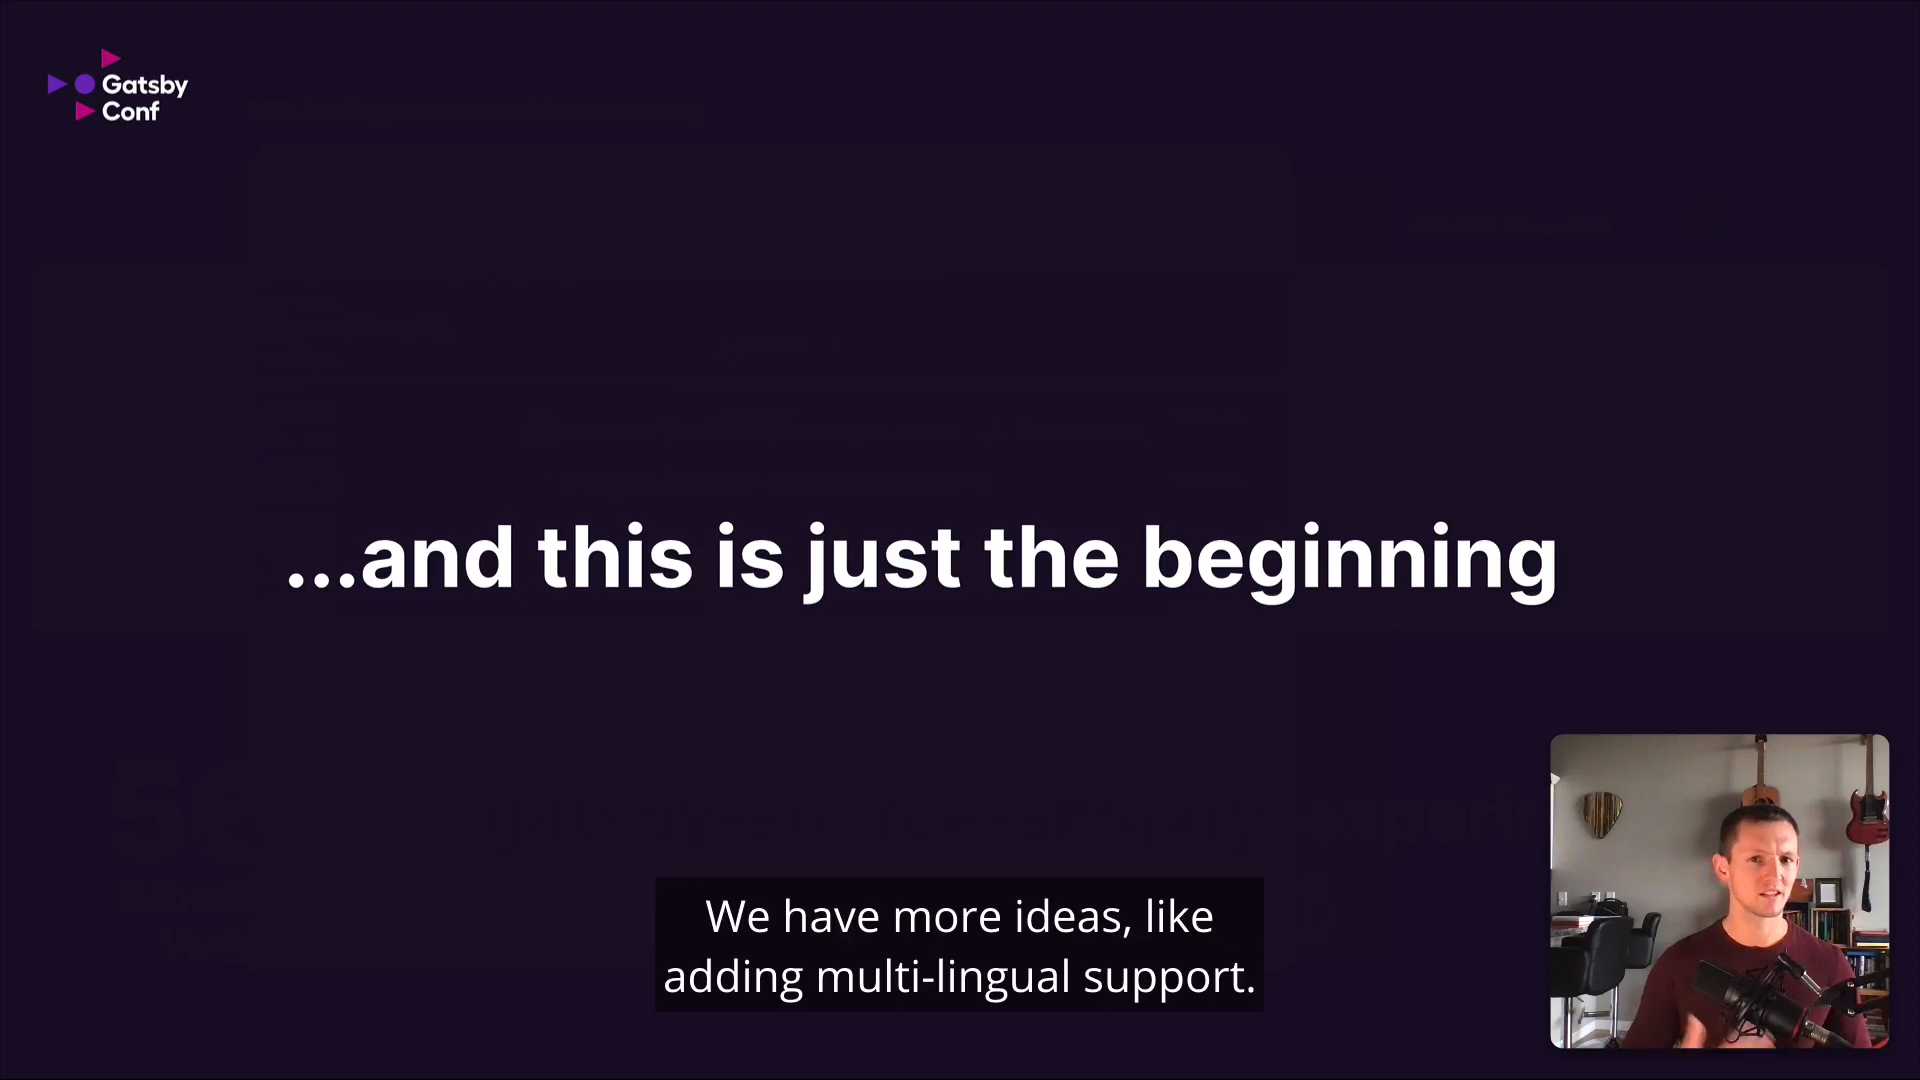 Gatsby
Conf
...and this is just the beginning
We have more ideas, like
adding multi-lingual support.